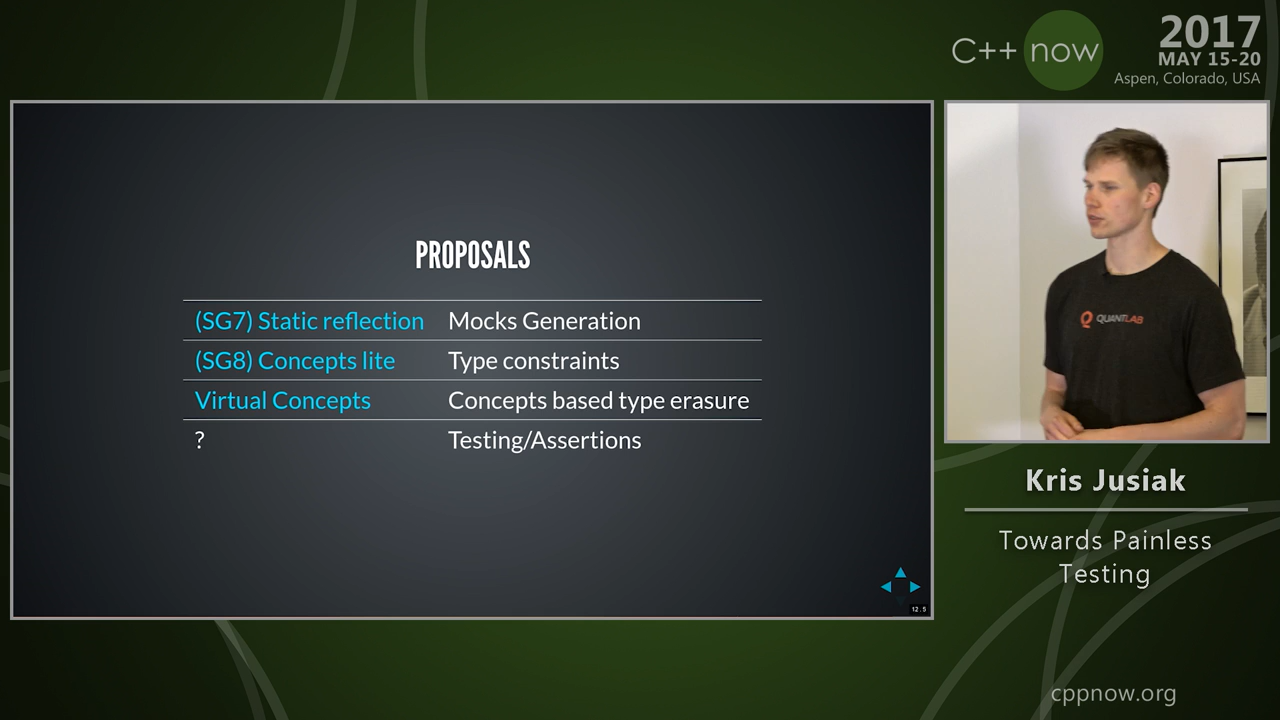 C++ now
2017
MAY 15-20
Aspen, Colorado, USA
PROPOSALS
(SG7) Static reflection Mocks Generation
(SG8) Concepts lite Type constraints
Virtual Concepts Concepts based type erasure
? Testing/Assertions
12.5
QUANTLAB
Kris Jusiak
Towards Painless
Testing
cppnow.org